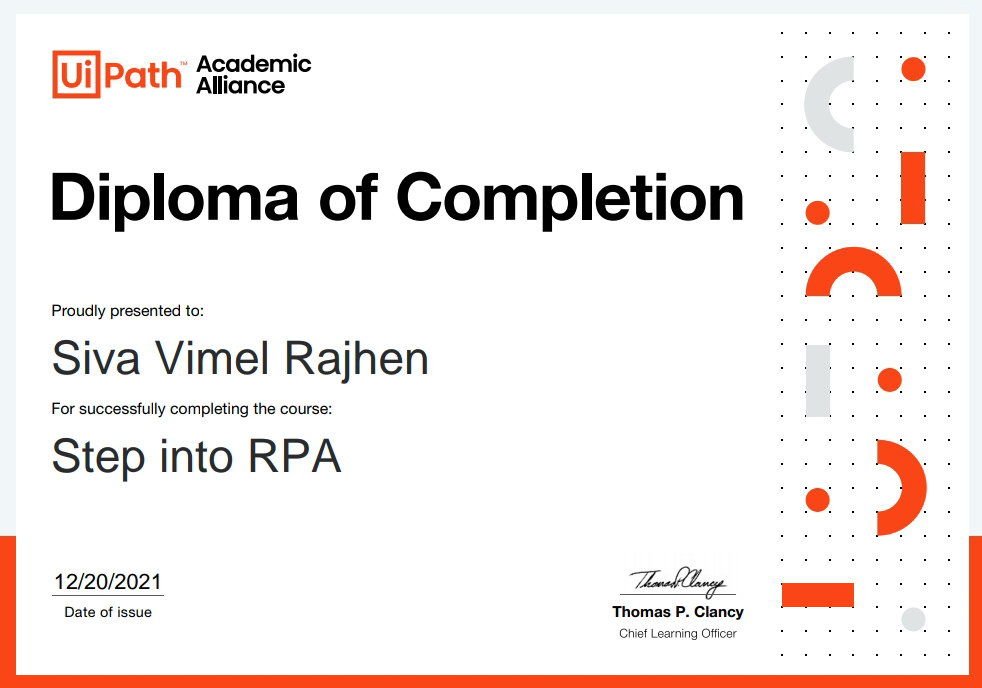 UiPath™ Academic
Alliance
Diploma of Completion
Proudly presented to:
Siva Vimel Rajhen
For successfully completing the course:
Step into RPA
12/20/2021
Date of issue
Thomas P. Clancy
Thomas P. Clancy
Chief Learning Officer